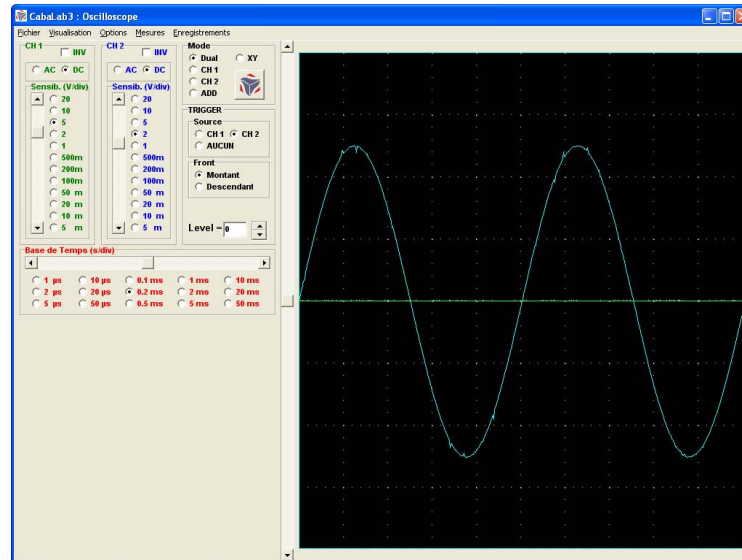 CabaLab3 : Oscilloscope
Fichier Visualisation Options Mesures Enregistrements
CH 1
INV
AC DC
Sensib. (V/div)
20
10
5
2
1
500m
200m
100m
50 m
20 m
10 m
5 m
CH 2
INV
AC DC
Sensib. (V/div)
20
10
5
2
1
500m
200m
100m
50 m
20 m
10 m
5 m
Mode
Dual XY
CH 1
CH 2
ADD
TRIGGER
Source
CH 1 CH 2
AUCUN
Front
Montant
Descendant
Level = 0
Base de Temps (s/div)
1 µs 10 µs 0.1 ms 1 ms 10 ms
2 µs 20 µs 0.2 ms 2 ms 20 ms
5 µs 50 µs 0.5 ms 5 ms 50 ms